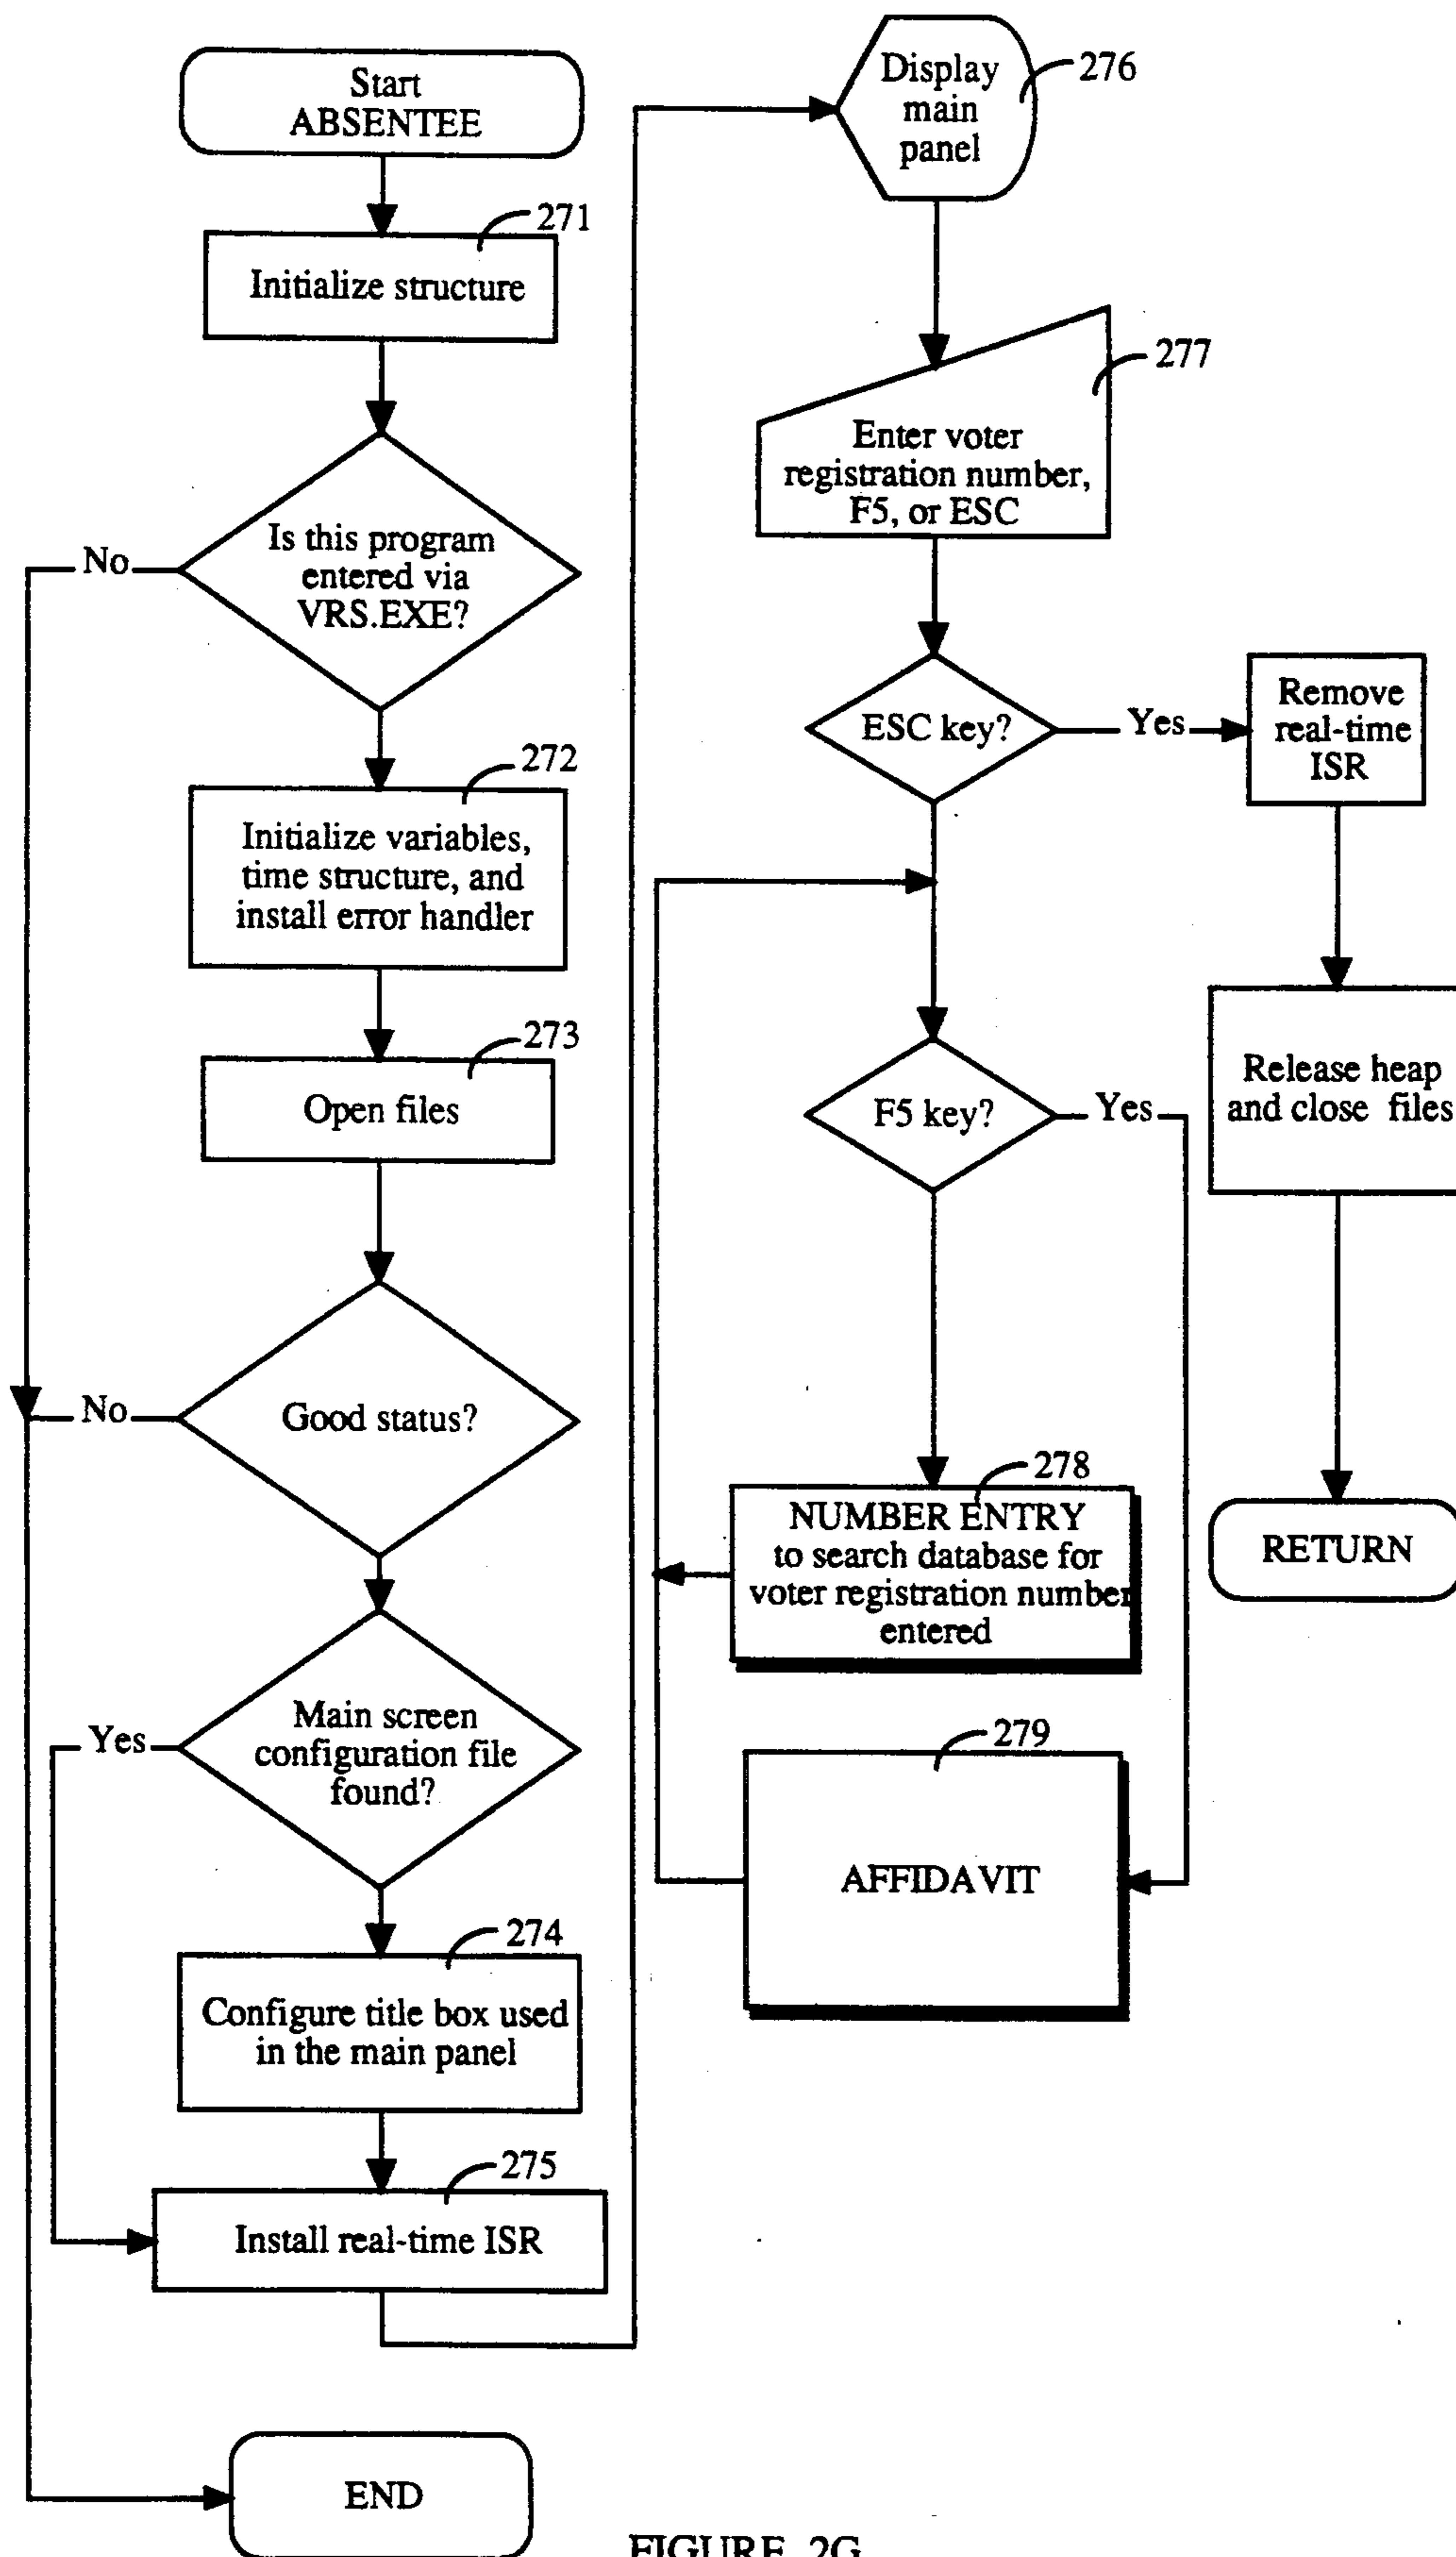 Start
ABSENTEE
271
Initialize structure
Is this program
entered via
VRS.EXE?
No
272
Initialize variables,
time structure, and
install error handler
273
Open files
Good status?
No
Main screen
configuration file
found?
Yes
274
Configure title box used
in the main panel
275
Install real-time ISR
END
Display
main
panel
276
Enter voter
registration number,
F5, or ESC
277
ESC key?
Yes
Remove
real-time
ISR
F5 key?
Yes
Release heap
and close files
RETURN
278
NUMBER ENTRY
to search database for
voter registration number
entered
279
AFFIDAVIT
FIGURE 2G